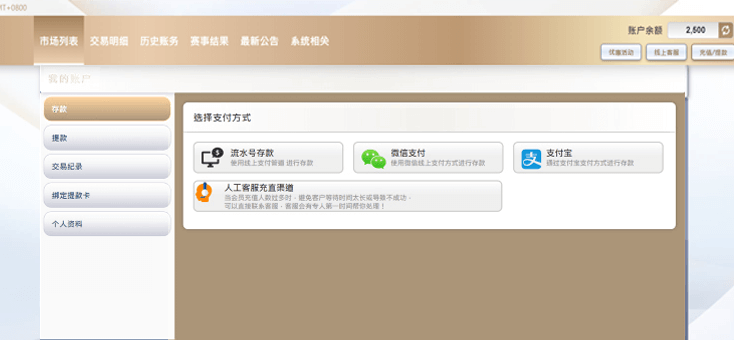 MT+0800
账户余额 2,500
市场列表 交易明细 历史账务 赛事结果 最新公告 系统相关
优惠活动 线上客服 充值/提款
我的账户
存款
选择支付方式
提款
流水号存款
使用线上支付管道 进行存款
微信支付
使用微信线上支付方式进行存款
支付宝
通过支付宝支付方式进行存款
交易纪录
人工客服充直渠道
当会员充值人数过多时，避免客户等待时间太长或导致不成功，
可以直接联系客服，客服会有专人第一时间帮你处理！
绑定提款卡
个人资料